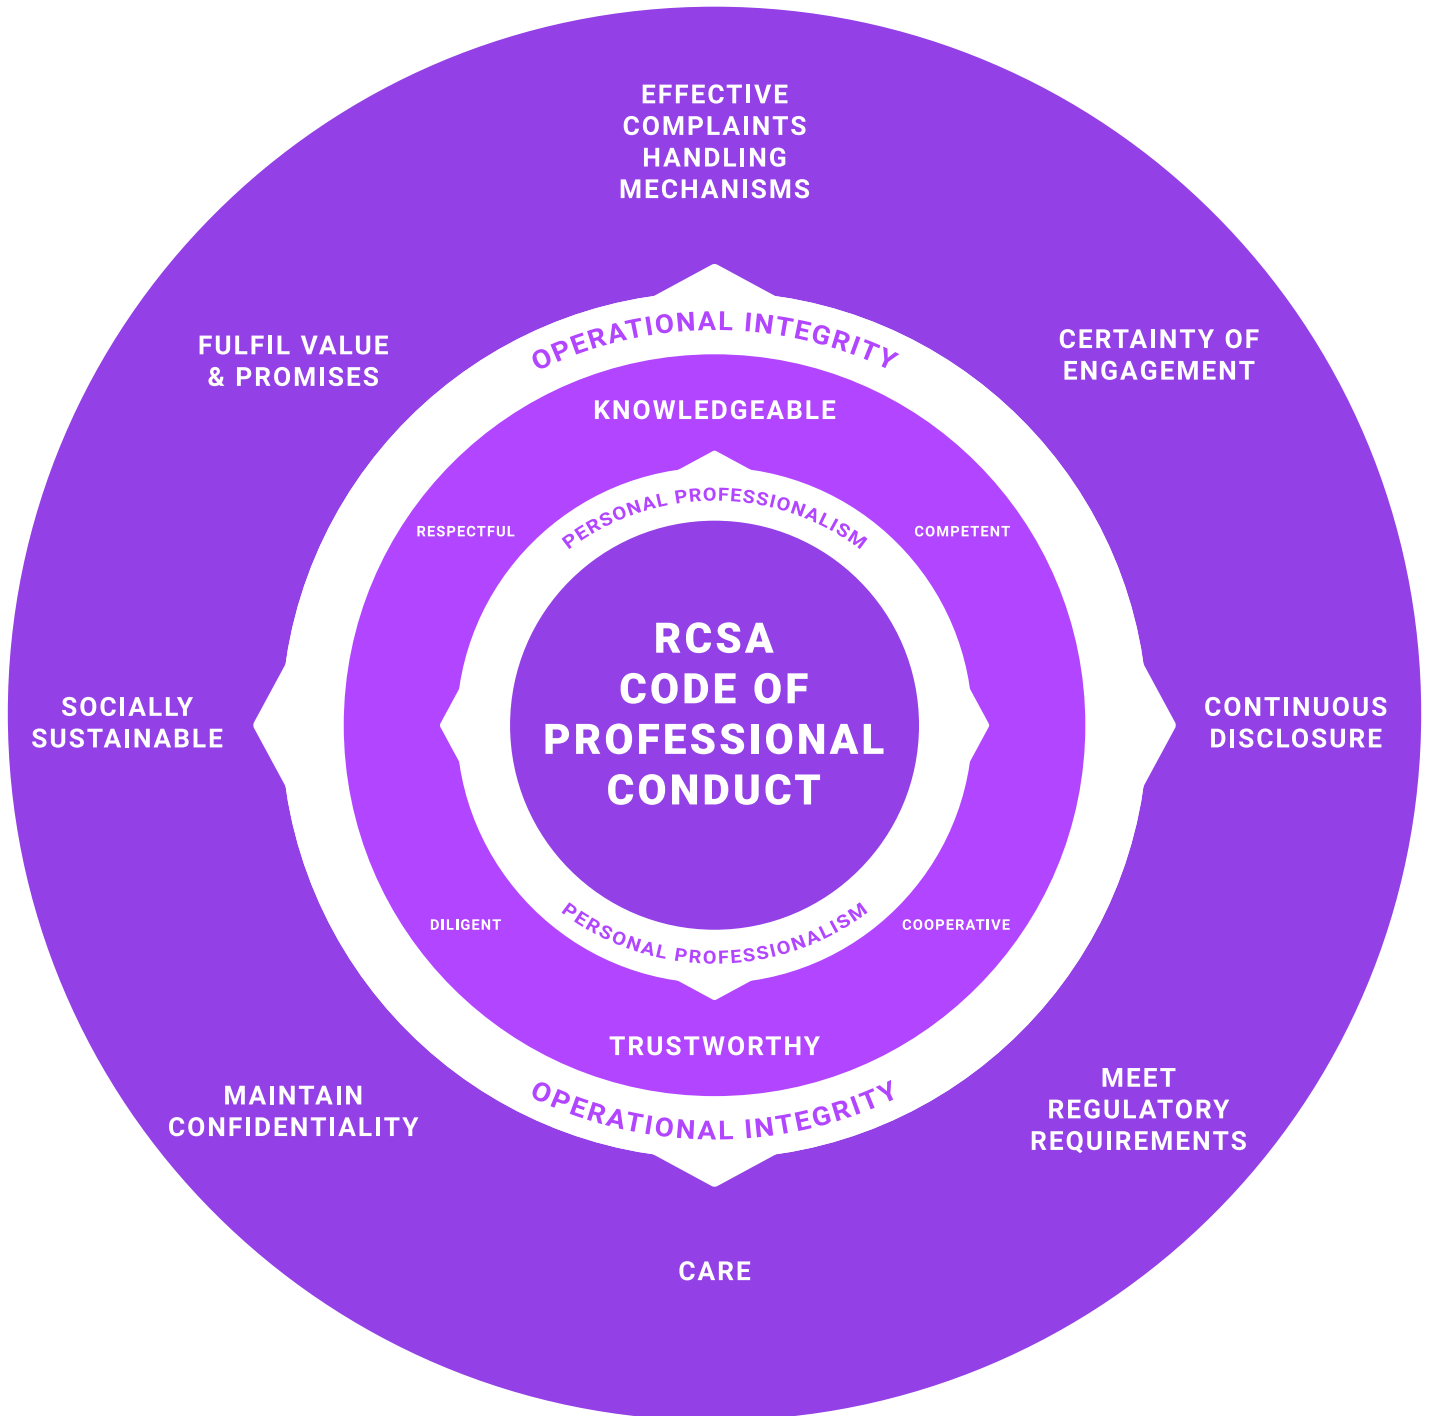 EFFECTIVE
COMPLAINTS
HANDLING
MECHANISMS
FULFIL VALUE
& PROMISES
CERTAINTY OF
ENGAGEMENT
OPERATIONAL INTEGRITY
KNOWLEDGEABLE
PERSONAL PROFESSIONALISM
RESPECTFUL
COMPETENT
RCSA
CODE OF
PROFESSIONAL
CONDUCT
SOCIALLY
SUSTAINABLE
CONTINUOUS
DISCLOSURE
DILIGENT
COOPERATIVE
PERSONAL PROFESSIONALISM
TRUSTWORTHY
OPERATIONAL INTEGRITY
MAINTAIN
CONFIDENTIALITY
MEET
REGULATORY
REQUIREMENTS
CARE